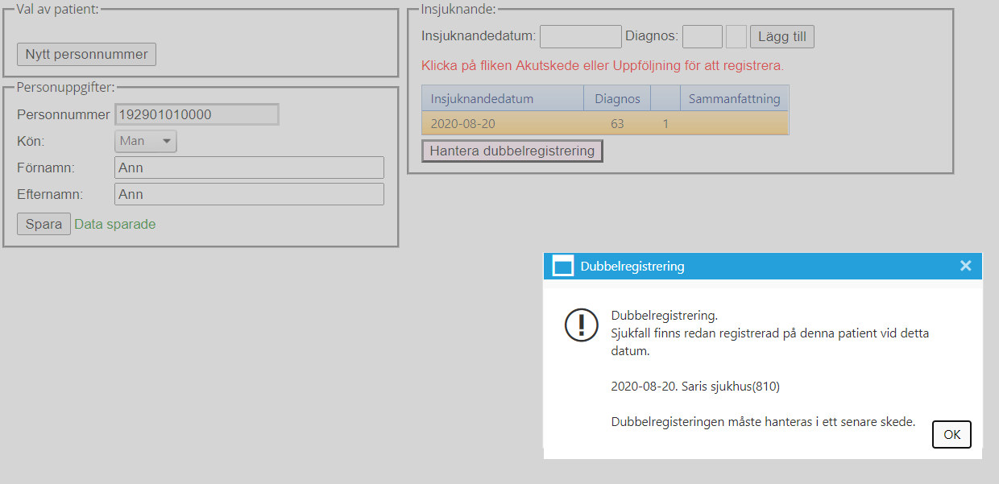 Val av patient:
Nytt personnummer
Personuppgifter:
Personnummer 192901010000
Kön: Man
Förnamn: Ann
Efternamn: Ann
Spara Data sparade
Insjuknande:
Insjuknandedatum: Diagnos: Lägg till
Klicka på fliken Akutskede eller Uppföljning för att registrera.
Insjuknandedatum Diagnos Sammanfattning
2020-08-20 63 1
Hantera dubbelregistrering
Dubbelregistrering
Dubbelregistrering.
Sjukfall finns redan registrerad på denna patient vid detta
datum.
2020-08-20. Saris sjukhus(810)
Dubbelregisteringen måste hanteras i ett senare skede.
OK